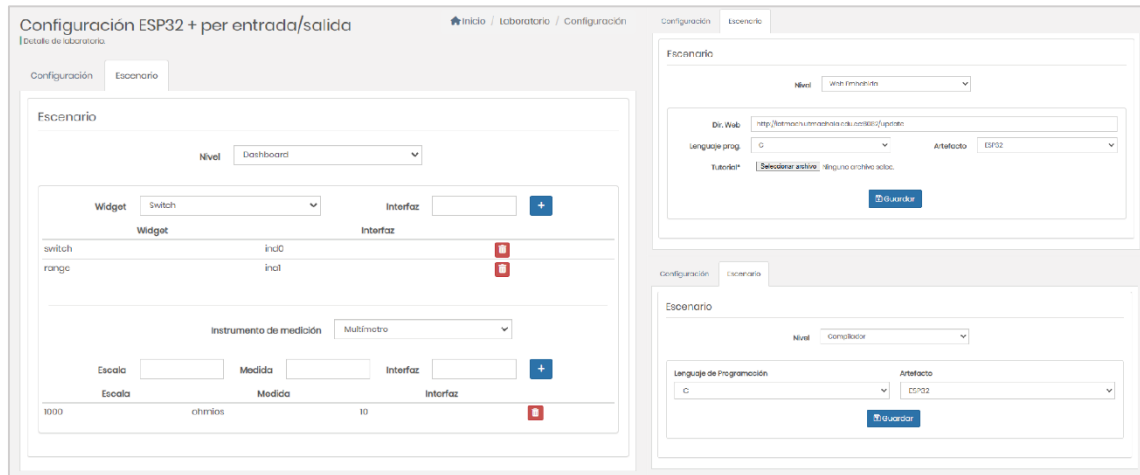 Configuración ESP32 + per entrada/salida
Inicio / Laboratorio / Configuración
Detalle de laboratorio.
Configuración Escenario
Escenario
Nivel Dashboard
Widget Switch Interfaz +
Widget Interfaz
switch ind0
range ina1
Instrumento de medición Multímetro
Escala Medida Interfaz +
Escala Medida Interfaz
1000 ohmios 10
Configuración Escenario
Escenario
Nivel Web Embebida
Dir. Web
Lenguaje prog. C Artefacto ESP32
Tutorial* Seleccionar archivo Ninguno archivo selec.
Guardar
Configuración Escenario
Escenario
Nivel Compilador
Lenguaje de Programación Artefacto
C ESP32
Guardar